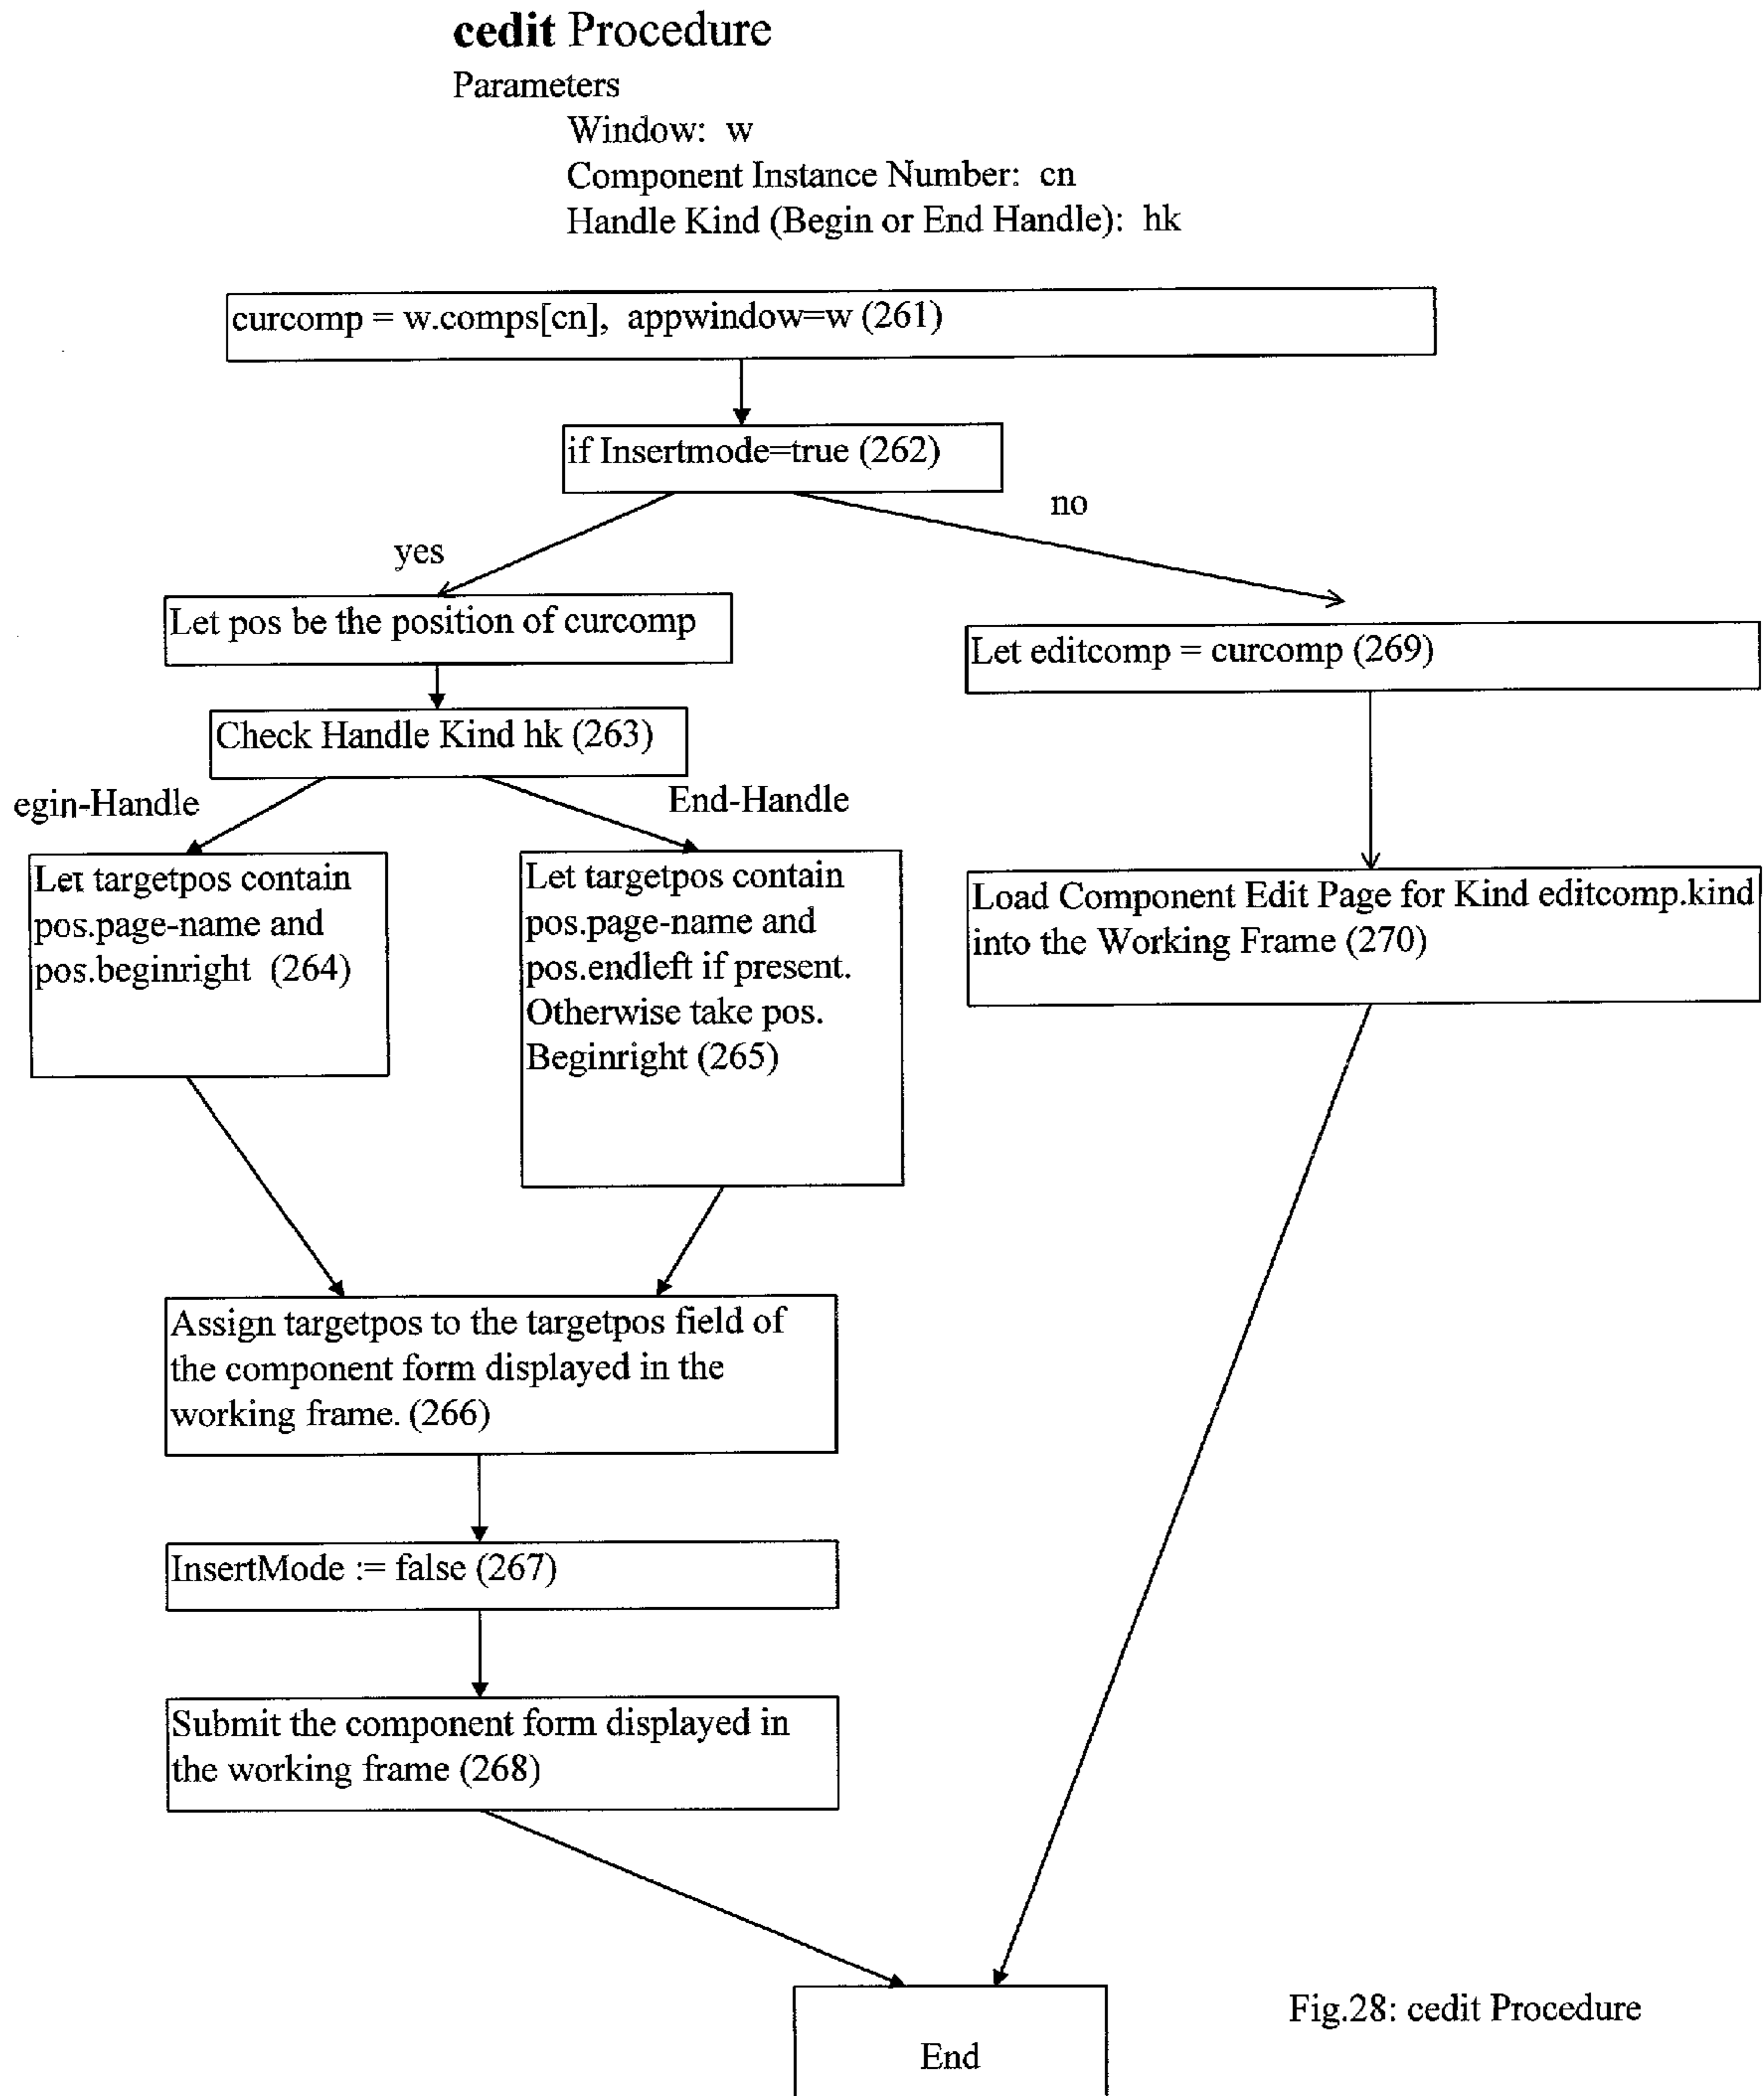 cedit Procedure
Parameters
Window: w
Component Instance Number: cn
Handle Kind (Begin or End Handle): hk
curcomp = w.comps[cn], appwindow=w (261)
if Insertmode=true (262)
no
yes
Let pos be the position of curcomp
Let editcomp = curcomp (269)
Check Handle Kind hk (263)
egin-Handle
End-Handle
Let targetpos contain
pos.page-name and
pos.beginright (264)
Let targetpos contain
pos.page-name and
pos.endleft if present.
Otherwise take pos.
Beginright (265)
Load Component Edit Page for Kind editcomp.kind
into the Working Frame (270)
Assign targetpos to the targetpos field of
the component form displayed in the
working frame. (266)
InsertMode := false (267)
Submit the component form displayed in
the working frame (268)
Fig.28: cedit Procedure
End